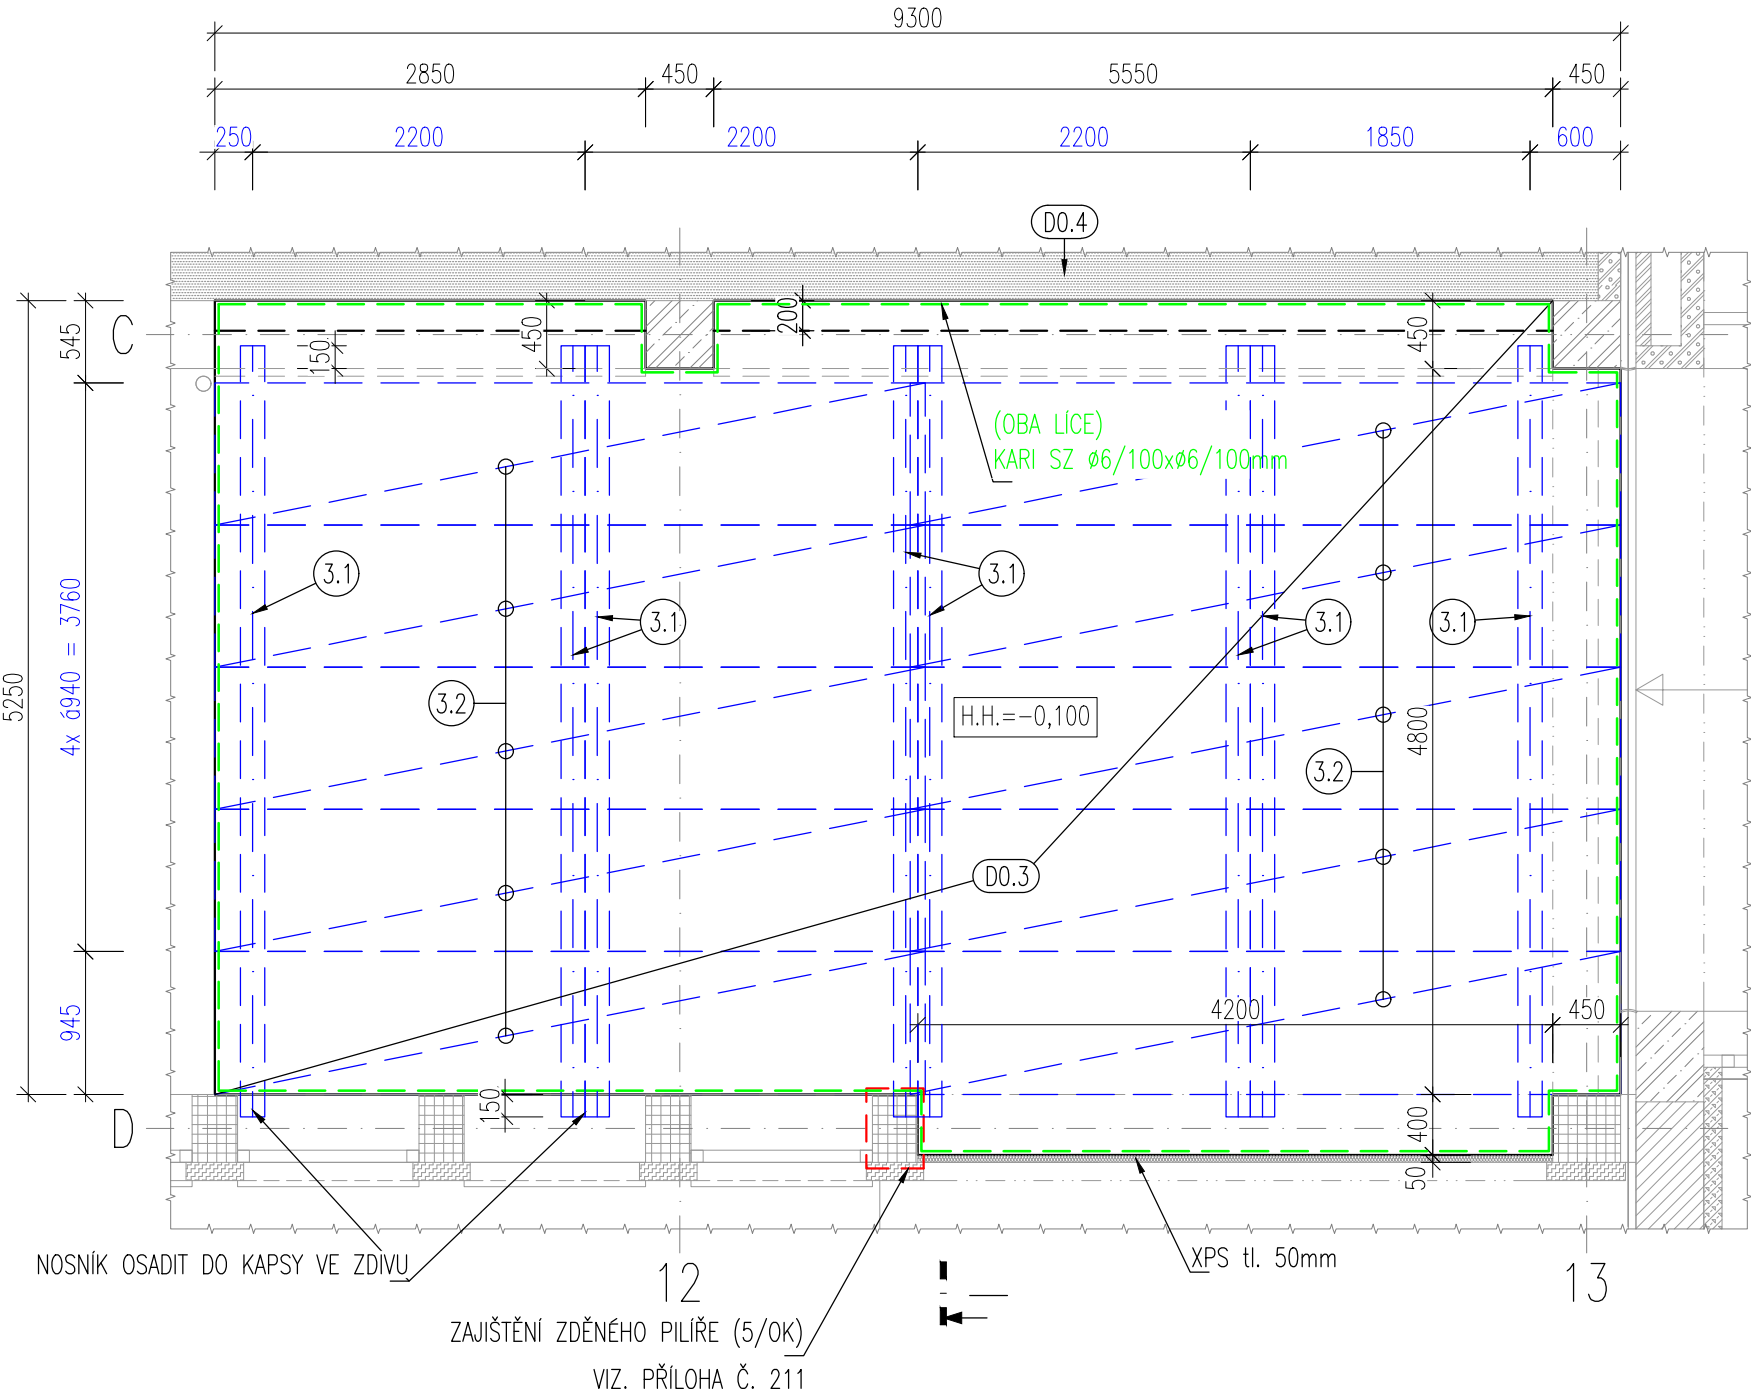 9300
2850
450
5550
450
250
2200
2200
2200
1850
600
D0.4
C
545
150
450
200
450
(OBA LÍCE)
KARI SZ ø6/100xø6/100mm
3.1
3.1
3.1
3.1
3.1
5250
4x á940 = 3760
3.2
H.H.=-0,100
4800
3.2
D0.3
945
4200
450
150
D
400
50
NOSNÍK OSADIT DO KAPSY VE ZDIVU
12
XPS tl. 50mm
13
ZAJIŠTĚNÍ ZDĚNÉHO PILÍŘE (5/OK)
VIZ. PŘÍLOHA Č. 211